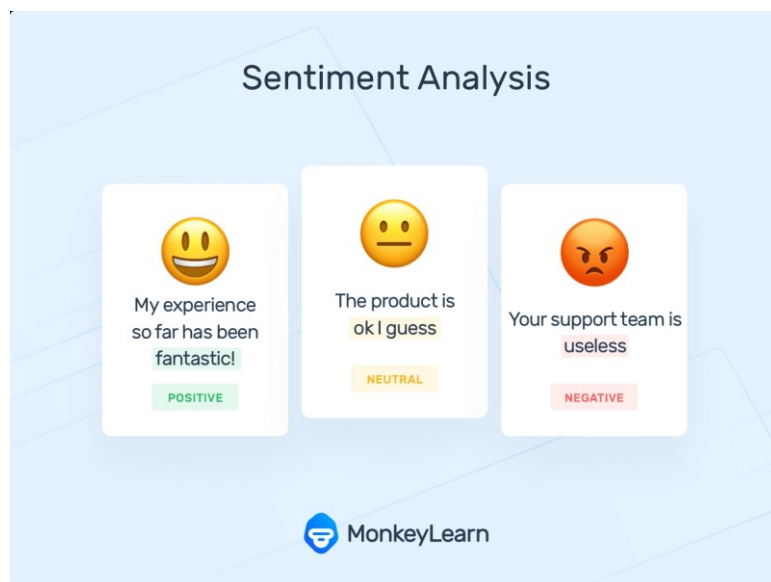 Sentiment Analysis
My experience
so far has been
fantastic!
POSITIVE
The product is
ok I guess
NEUTRAL
Your support team is
useless
NEGATIVE
MonkeyLearn